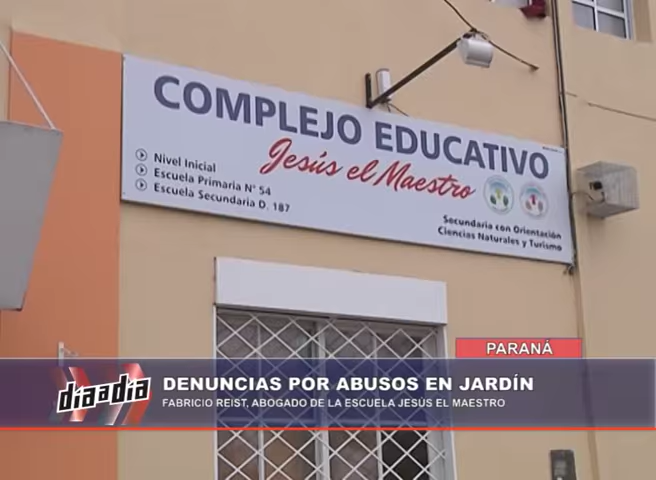 COMPLEJO EDUCATIVO
Jesús el Maestro
Nivel Inicial
Escuela Primaria N° 54
Escuela Secundaria D. 187
Secundaria con Orientación
Ciencias Naturales y Turismo
PARANÁ
díaadía
DENUNCIAS POR ABUSOS EN JARDÍN
FABRICIO REIST, ABOGADO DE LA ESCUELA JESÚS EL MAESTRO